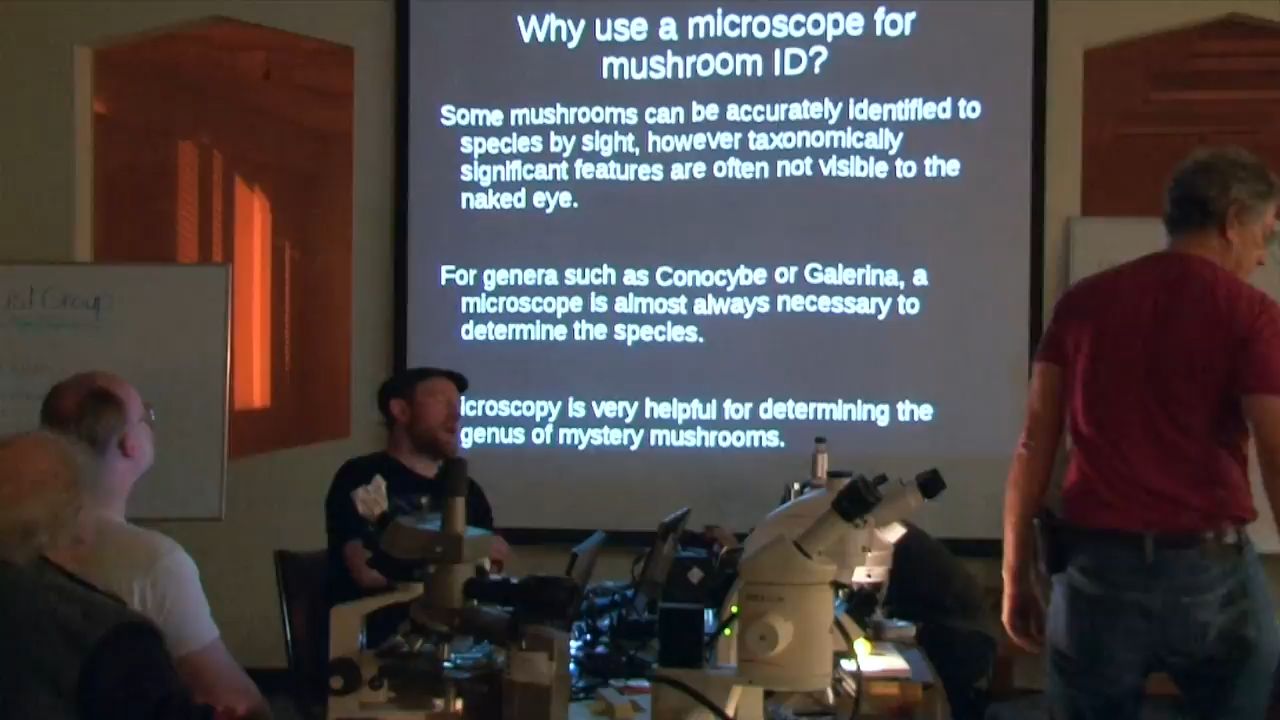 Why use a microscope for
mushroom ID?
Some mushrooms can be accurately identified to
species by sight, however taxonomically
significant features are often not visible to the
naked eye.
For genera such as Conocybe or Galerina, a
microscope is almost always necessary to
determine the species.
icroscopy is very helpful for determining the
genus of mystery mushrooms.
Group